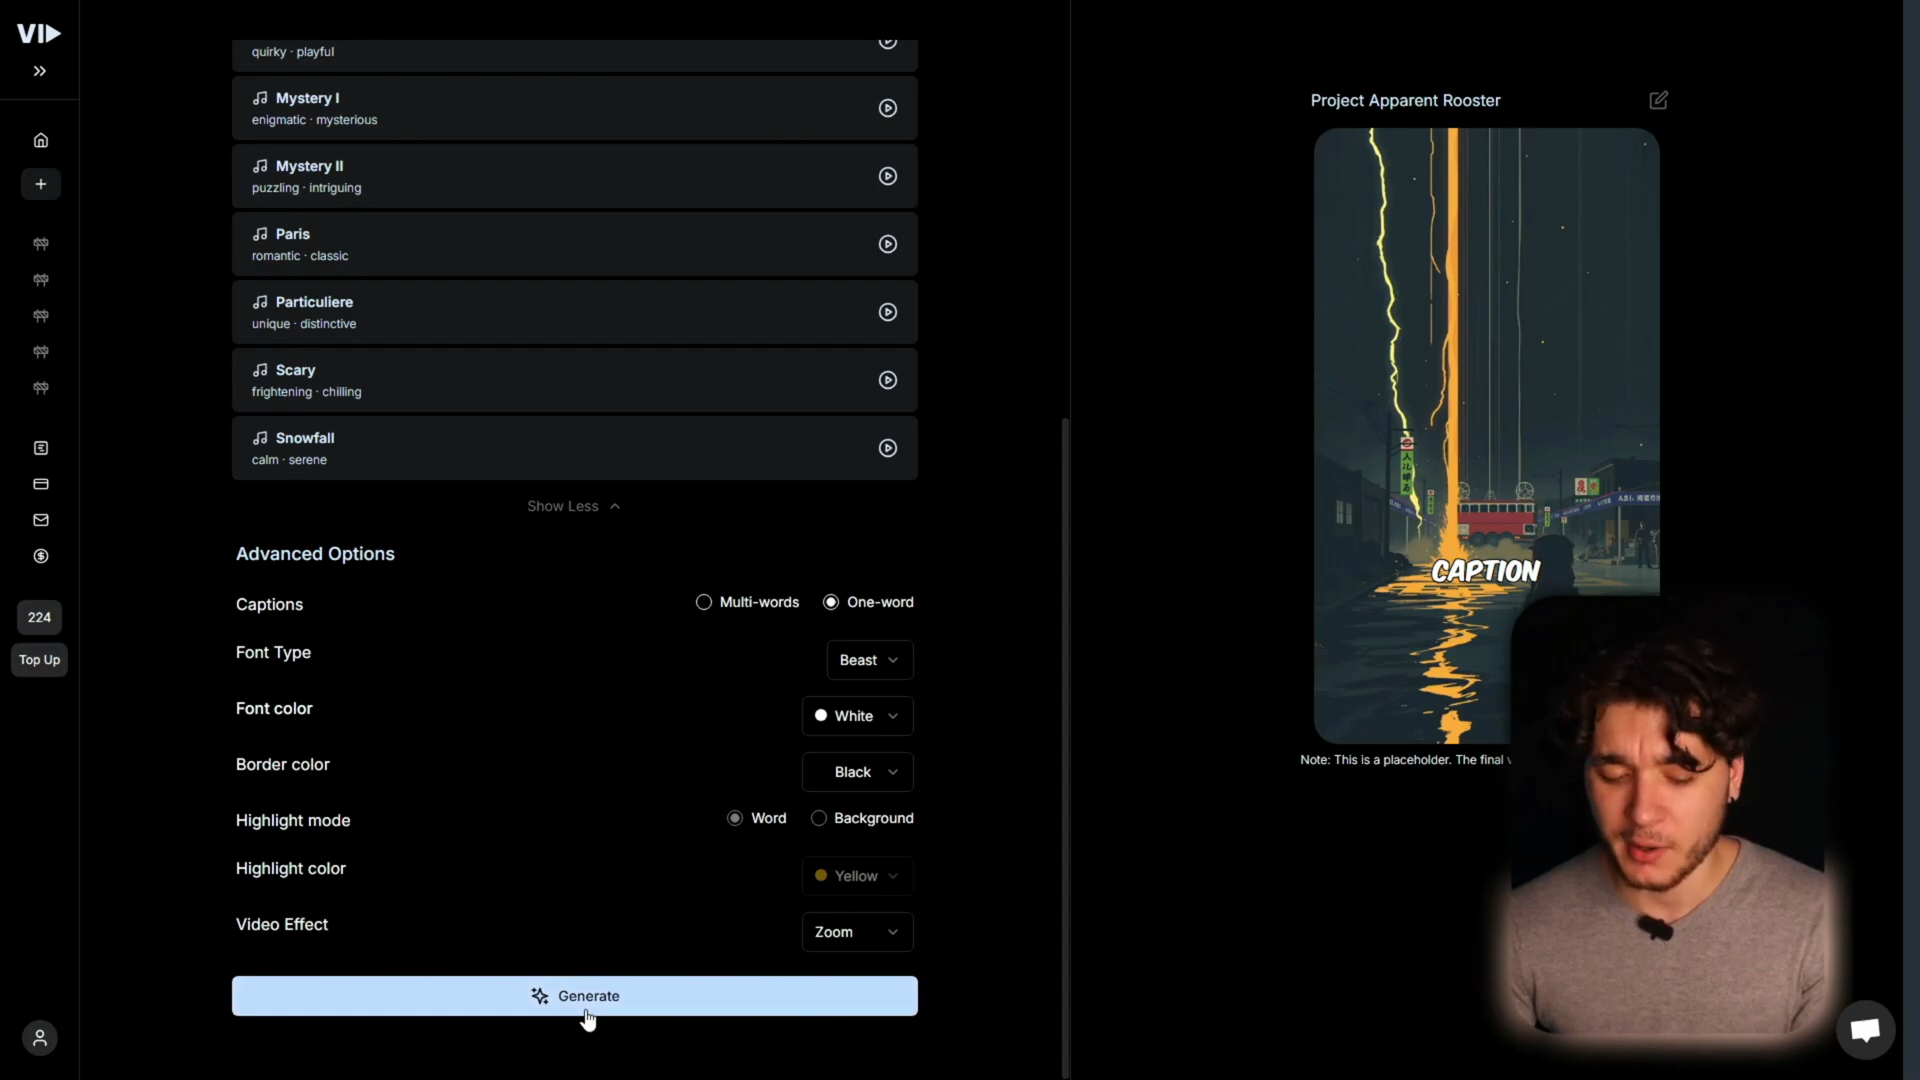 VI
quirky · playful
Mystery I
enigmatic · mysterious
Mystery II
puzzling · intriguing
Paris
romantic · classic
Particuliere
unique · distinctive
Scary
frightening · chilling
Snowfall
calm · serene
Show Less
Advanced Options
Captions
Multi-words
One-word
Font Type
Beast
Font color
White
Border color
Black
Highlight mode
Word
Background
Highlight color
Yellow
Video Effect
Zoom
Generate
224
Top Up
Project Apparent Rooster
CAPTION
Note: This is a placeholder. The final